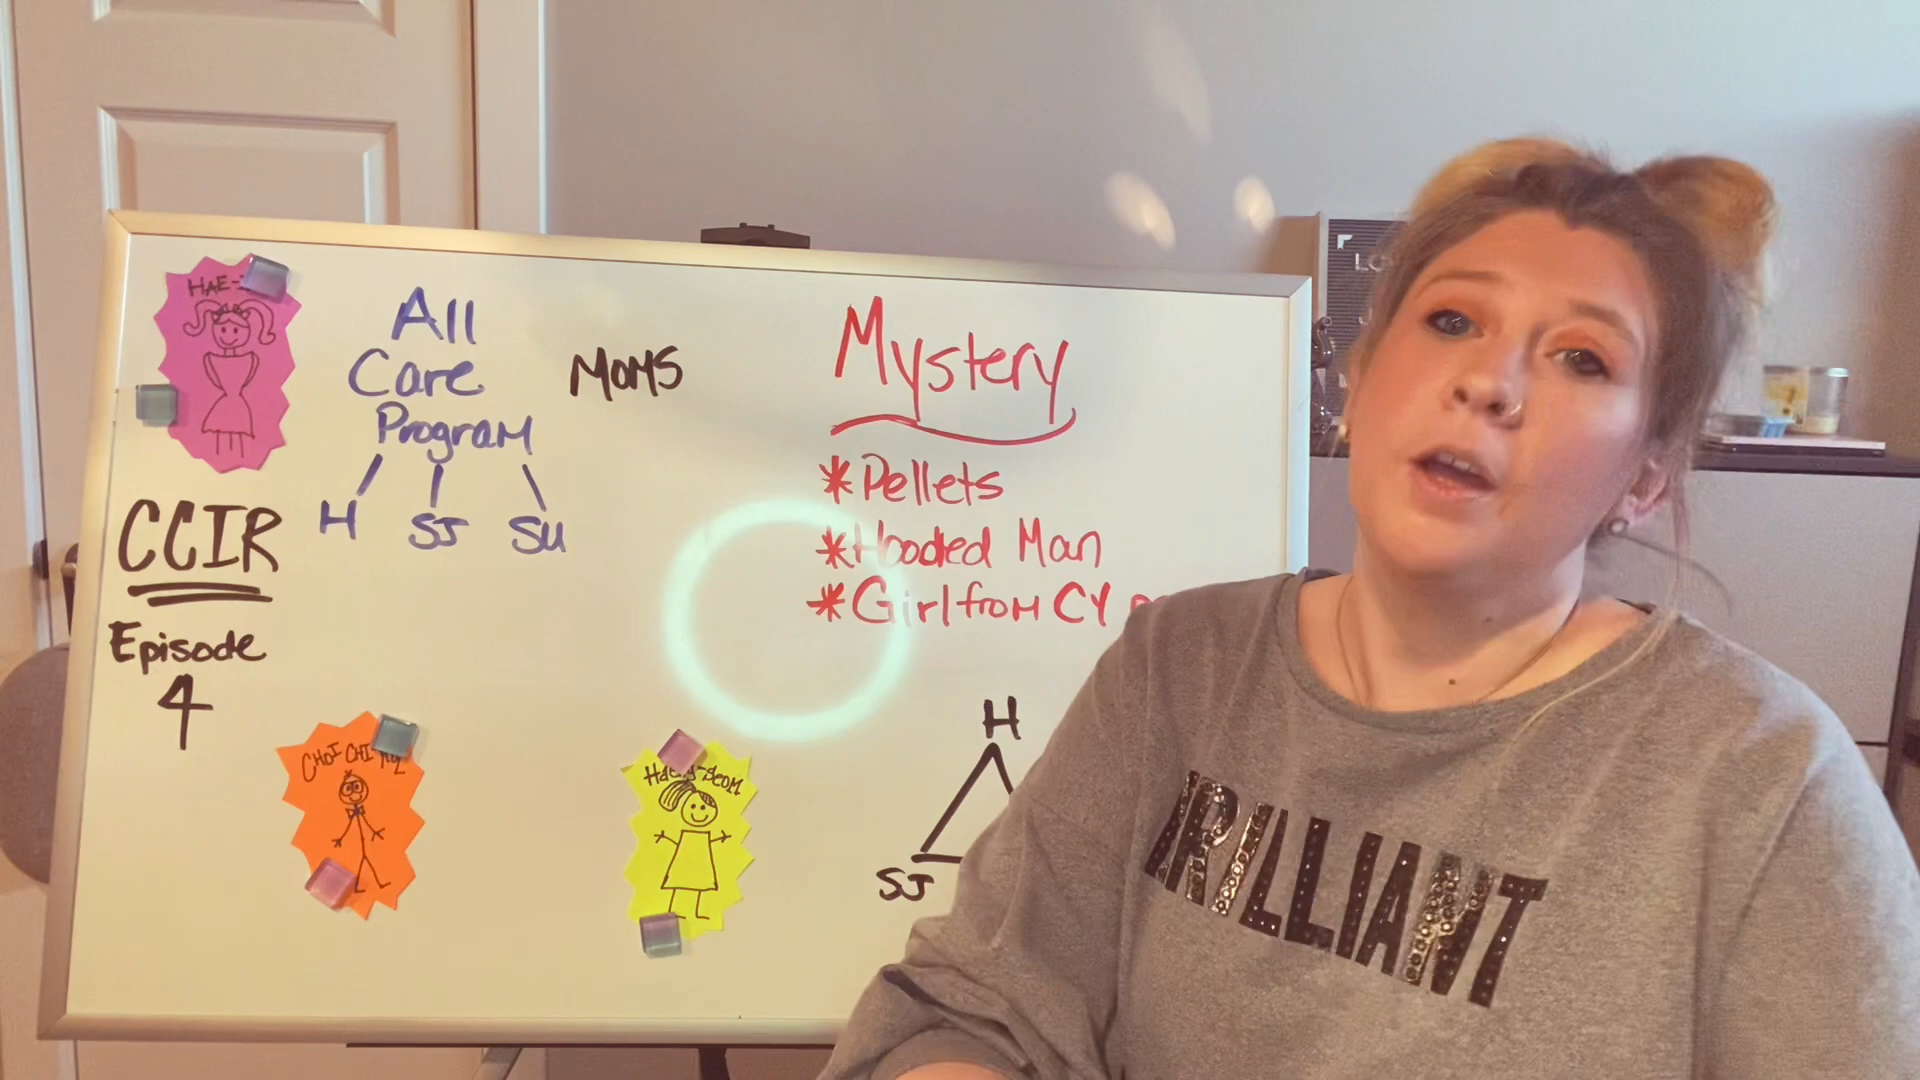 HAE-
All
Care
Program
H SJ SU
MOMS
Mystery
*Pellets
*Hooded Man
*Girl from CY
CCIR
Episode
4
CHOI CHI
H
SJ
BRILLIANT